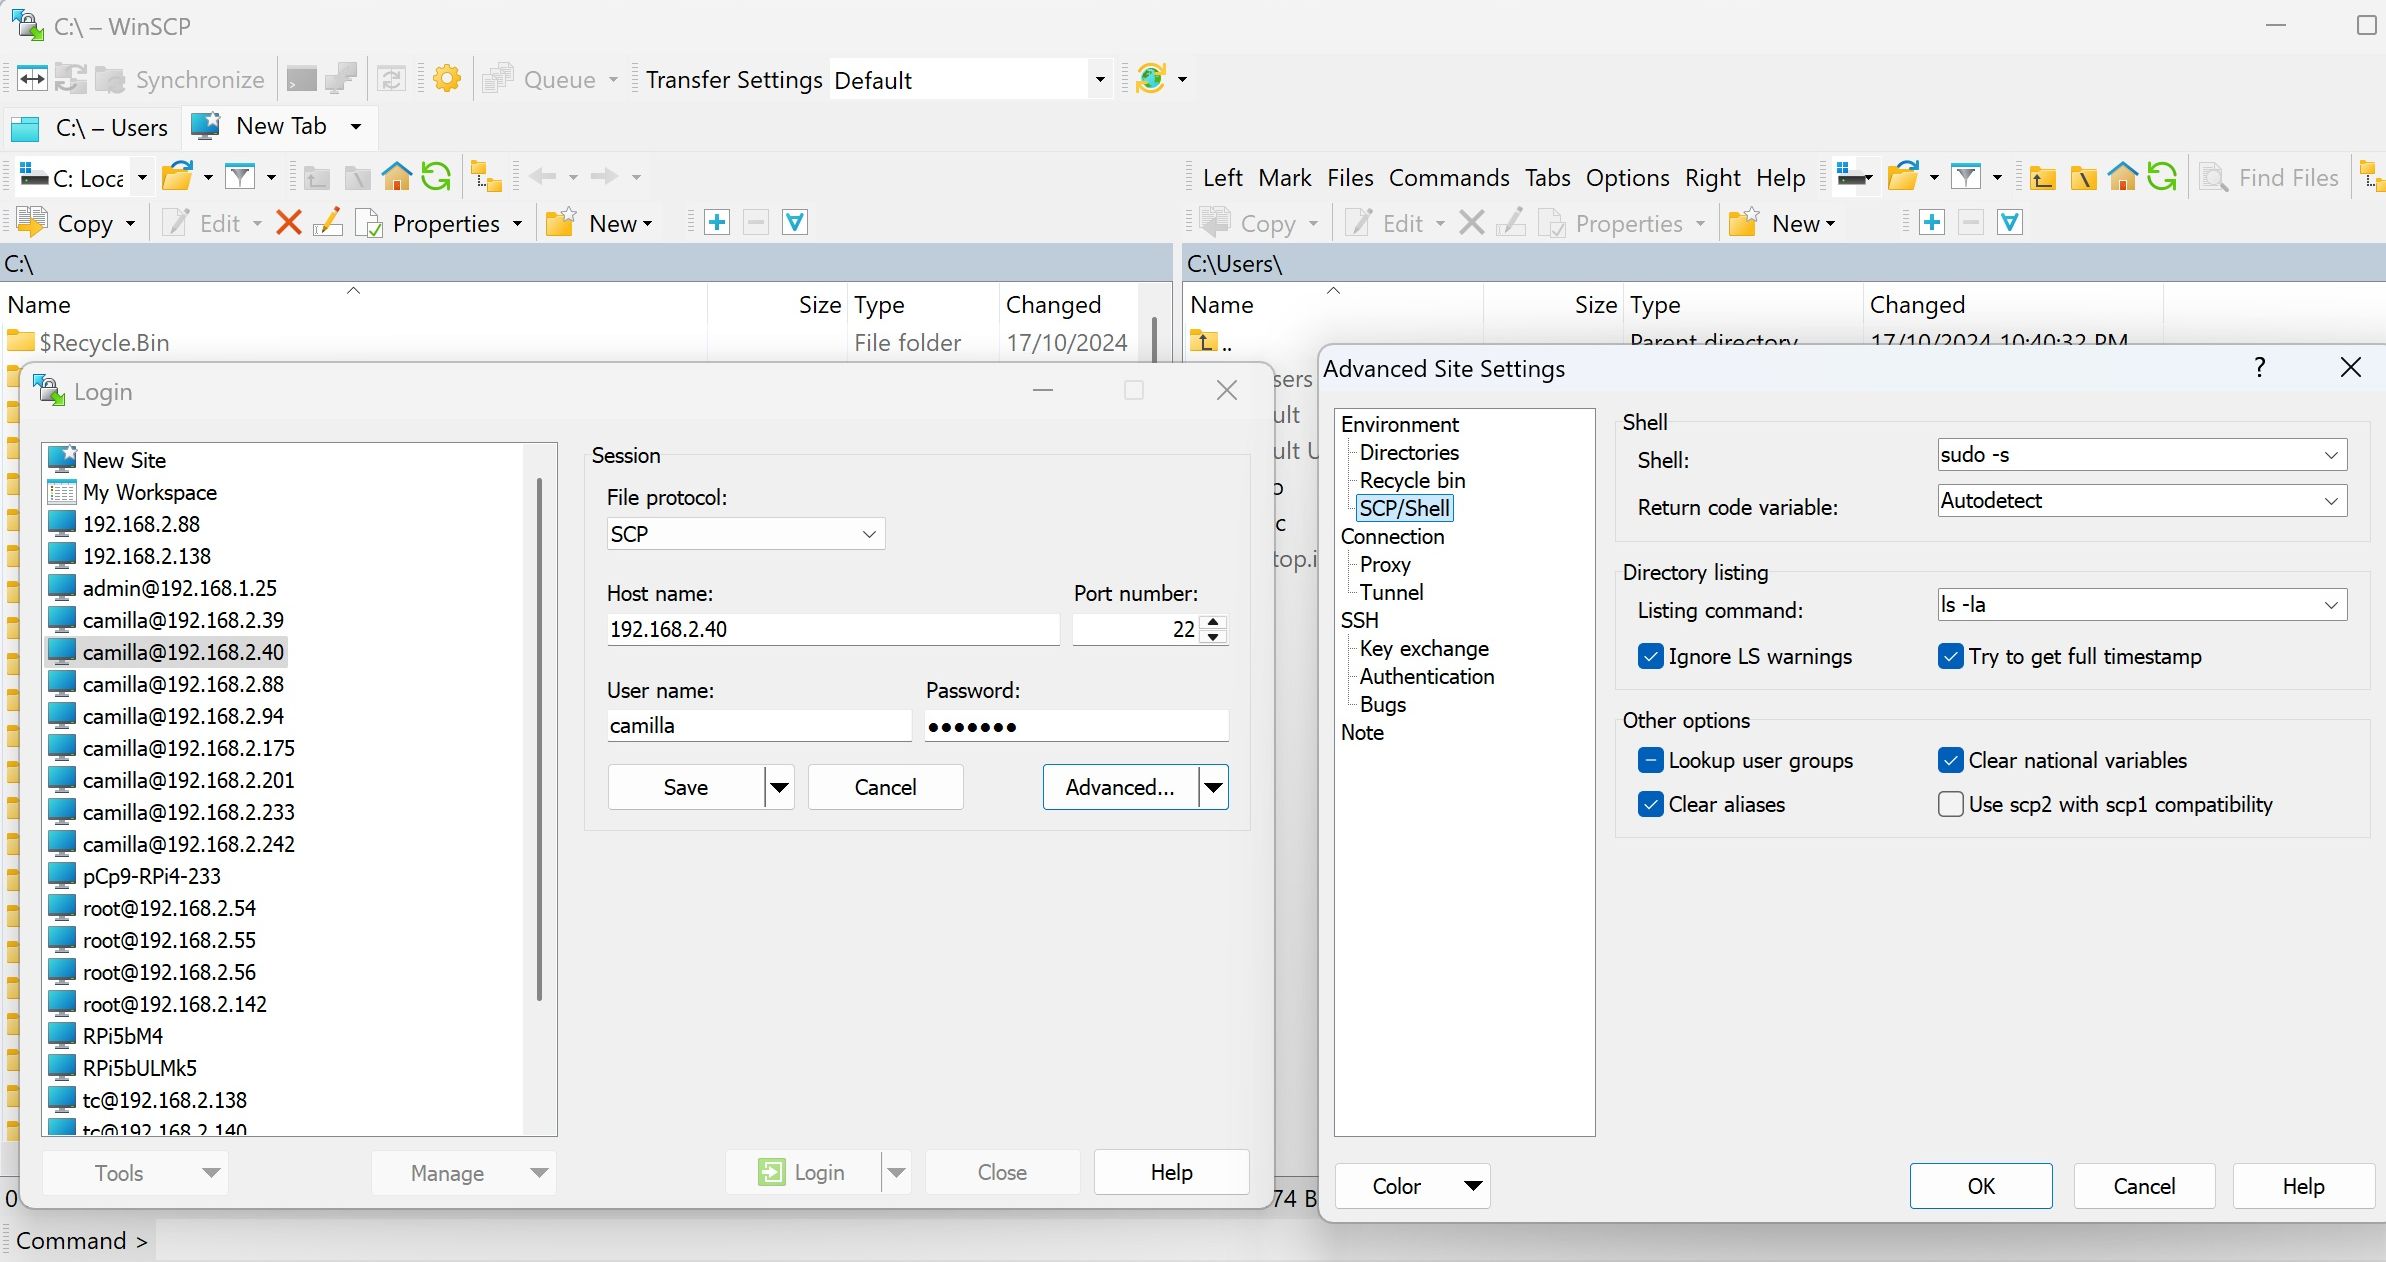 C:\ – WinSCP
Synchronize
Queue
Transfer Settings
Default
C:\ – Users
New Tab
C: Loca
Left Mark Files Commands Tabs Options Right Help
Find Files
Copy
Edit
Properties
New
Copy
Edit
Properties
New
C:\
C:\Users\
Name Size Type Changed
Name Size Type Changed
$Recycle.Bin File folder 17/10/2024
.. Parent directory 17/10/2024 10:40:32 PM
Login
New Site
My Workspace
192.168.2.88
192.168.2.138
admin@192.168.1.25
camilla@192.168.2.39
camilla@192.168.2.40
camilla@192.168.2.88
camilla@192.168.2.94
camilla@192.168.2.175
camilla@192.168.2.201
camilla@192.168.2.233
camilla@192.168.2.242
pCp9-RPi4-233
root@192.168.2.54
root@192.168.2.55
root@192.168.2.56
root@192.168.2.142
RPi5bM4
RPi5bULMk5
tc@192.168.2.138
tc@192.168.2.140
Tools
Manage
Session
File protocol:
SCP
Host name: Port number:
192.168.2.40 22
User name: Password:
camilla •••••••
Save
Cancel
Advanced...
Login
Close
Help
sers
ult
ult U
o
c
top.i
74 B
0
Advanced Site Settings
?
Environment
Directories
Recycle bin
SCP/Shell
Connection
Proxy
Tunnel
SSH
Key exchange
Authentication
Bugs
Note
Shell
Shell: sudo -s
Return code variable: Autodetect
Directory listing
Listing command: ls -la
Ignore LS warnings Try to get full timestamp
Other options
Lookup user groups Clear national variables
Clear aliases Use scp2 with scp1 compatibility
Color
OK
Cancel
Help
Command >